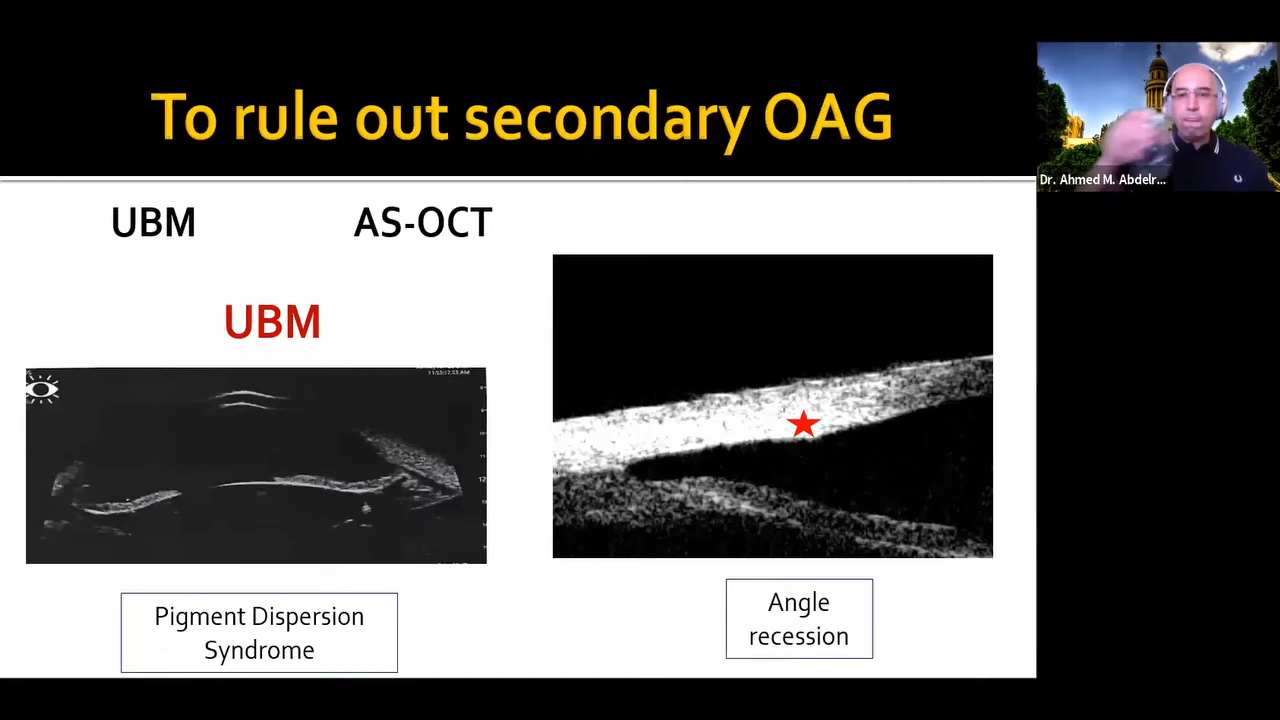 To rule out secondary OAG
Dr. Ahmed M. Abdelr...
UBM AS-OCT
UBM
Pigment Dispersion
Syndrome
Angle
recession